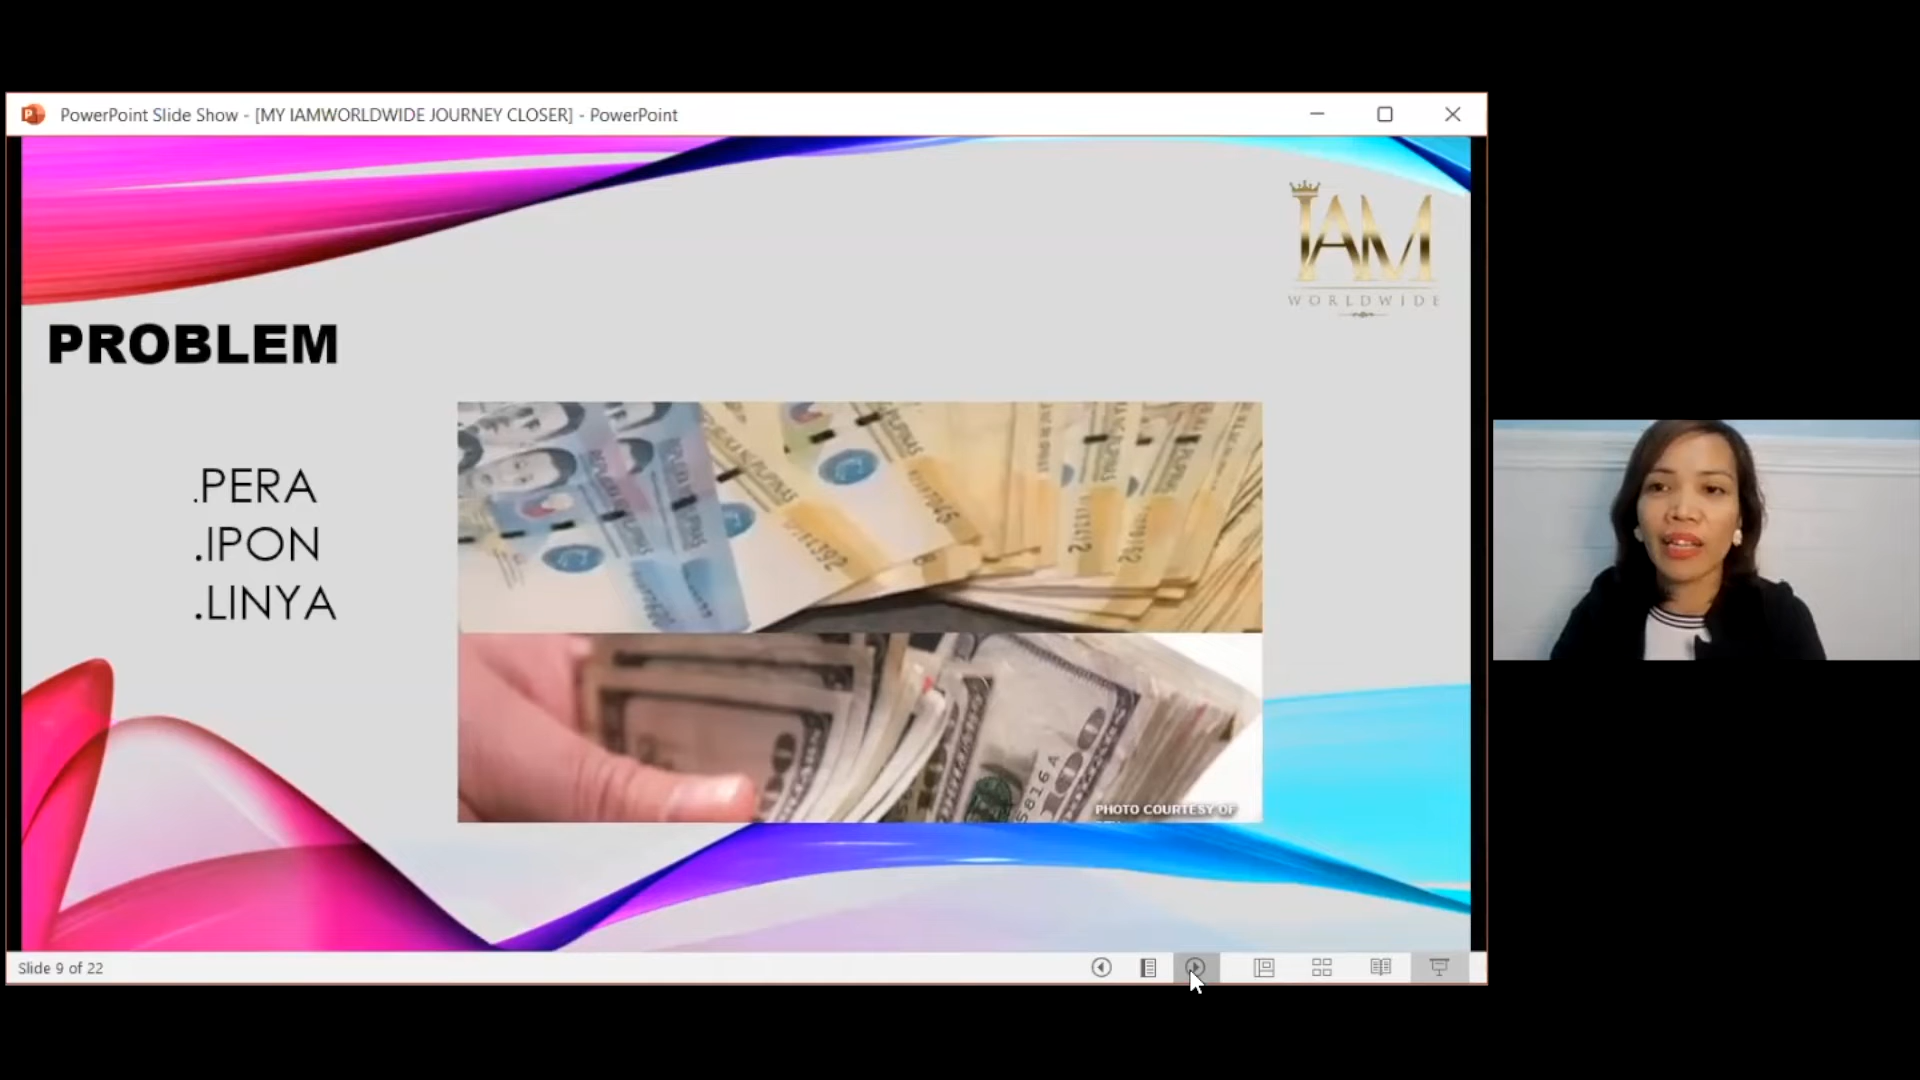 PowerPoint Slide Show - [MY IAMWORLDWIDE JOURNEY CLOSER] - PowerPoint
IAM
WORLDWIDE
PROBLEM
.PERA
.IPON
.LINYA
PHOTO COURTESY OF
Slide 9 of 22